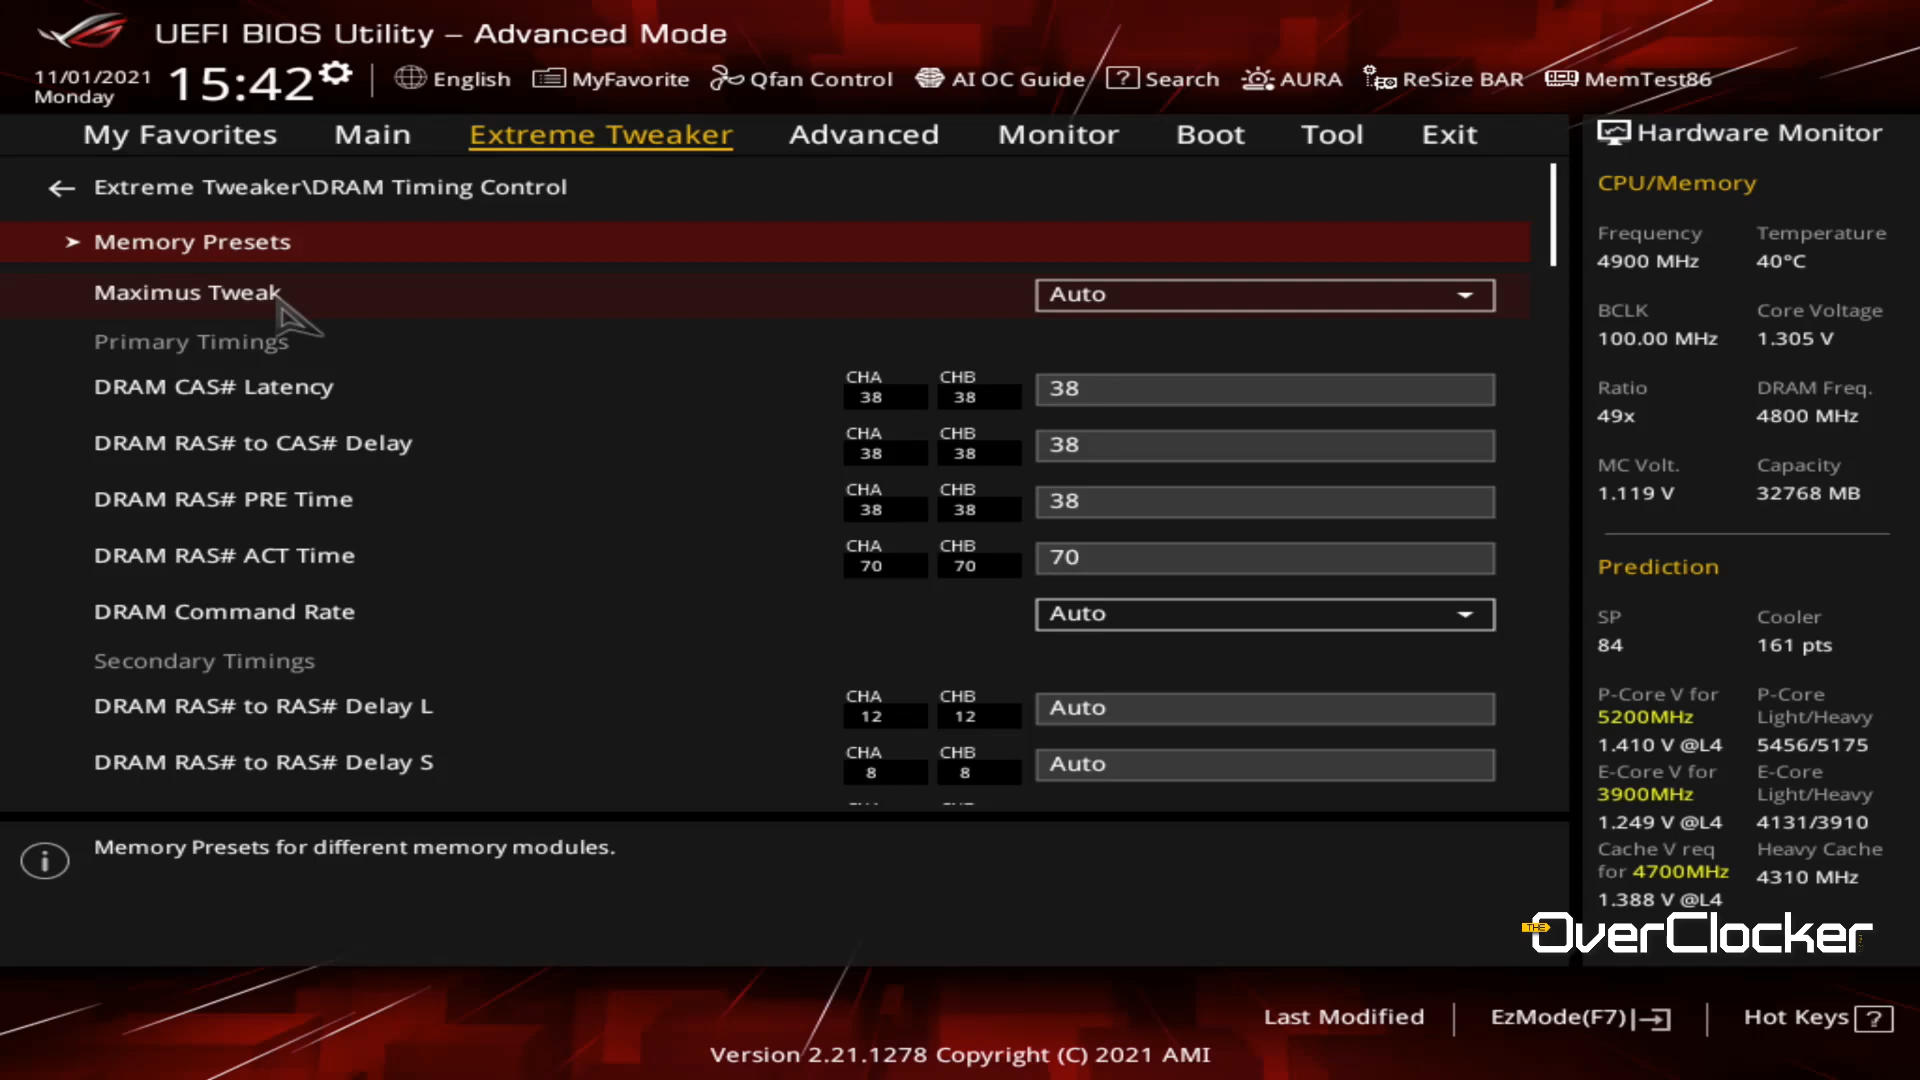 UEFI BIOS Utility – Advanced Mode
11/01/2021
Monday
15:42
English
MyFavorite
Qfan Control
AI OC Guide
? Search
AURA
ReSize BAR
MemTest86
My Favorites
Main
Extreme Tweaker
Advanced
Monitor
Boot
Tool
Exit
Extreme Tweaker\DRAM Timing Control
Memory Presets
Maximus Tweak
Auto
Primary Timings
DRAM CAS# Latency
CHA
38
CHB
38
38
DRAM RAS# to CAS# Delay
CHA
38
CHB
38
38
DRAM RAS# PRE Time
CHA
38
CHB
38
38
DRAM RAS# ACT Time
CHA
70
CHB
70
70
DRAM Command Rate
Auto
Secondary Timings
DRAM RAS# to RAS# Delay L
CHA
12
CHB
12
Auto
DRAM RAS# to RAS# Delay S
CHA
8
CHB
8
Auto
i
Memory Presets for different memory modules.
Hardware Monitor
CPU/Memory
Frequency
4900 MHz
Temperature
40°C
BCLK
100.00 MHz
Core Voltage
1.305 V
Ratio
49x
DRAM Freq.
4800 MHz
MC Volt.
1.119 V
Capacity
32768 MB
Prediction
SP
84
Cooler
161 pts
P-Core V for
5200MHz
1.410 V @L4
P-Core
Light/Heavy
5456/5175
E-Core V for
3900MHz
1.249 V @L4
E-Core
Light/Heavy
4131/3910
Cache V req
for 4700MHz
1.388 V @L4
Heavy Cache
4310 MHz
THE OverClocker
Last Modified
EzMode(F7)
Hot Keys ?
Version 2.21.1278 Copyright (C) 2021 AMI